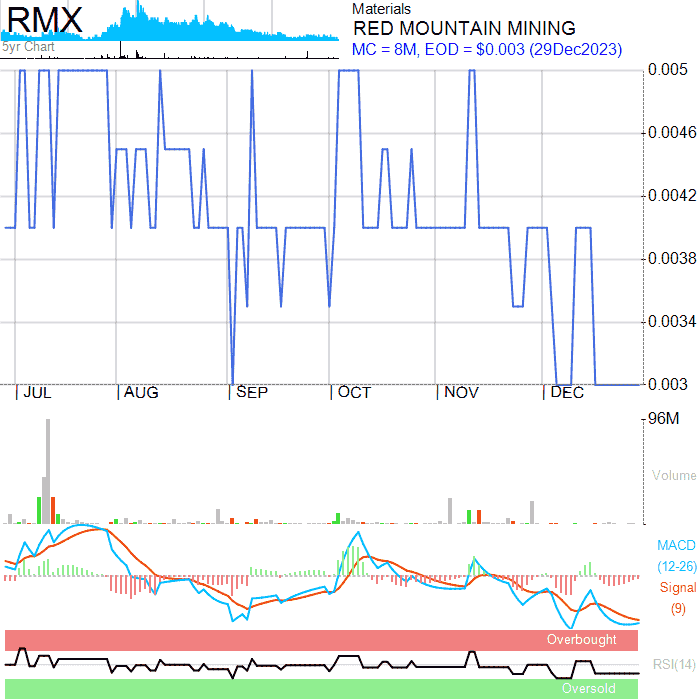 RMX
5yr Chart
Materials
RED MOUNTAIN MINING
MC = 8M, EOD = $0.003 (29Dec2023)
0.005
0.0046
0.0042
0.0038
0.0034
0.003
JUL AUG SEP OCT NOV DEC
96M
Volume
MACD
(12-26)
Signal
(9)
Overbought
RSI(14)
Oversold